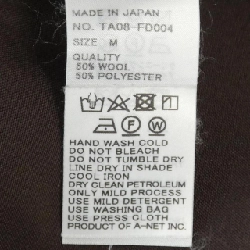 MADE IN JAPAN
NO. TA08-FD004
SIZE M
QUALITY
50% WOOL
50% POLYESTER
F W
HAND WASH COLD
DO NOT BLEACH
DO NOT TUMBLE DRY
LINE DRY IN SHADE
COOL IRON
DRY CLEAN PETROLEUM
ONLY MILD PROCESS
USE MILD DETERGENT
USE WASHING BAG
USE PRESS CLOTH
PRODUCT OF A-NET INC.